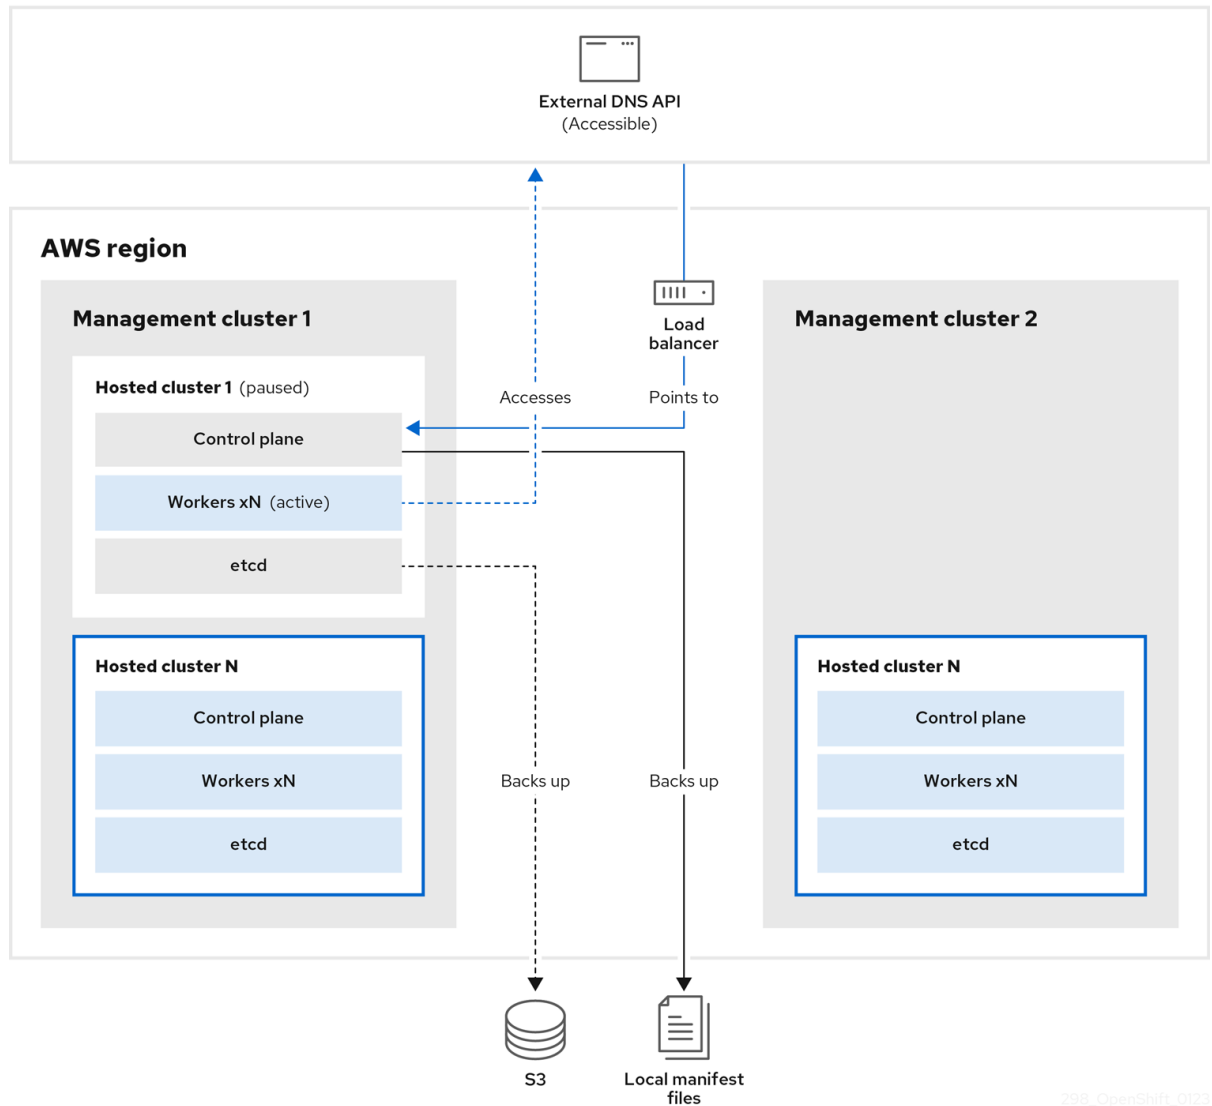 External DNS API
(Accessible)
AWS region
Management cluster 1
Hosted cluster 1 (paused)
Control plane
Workers xN (active)
etcd
Hosted cluster N
Control plane
Workers xN
etcd
Accesses
Load
balancer
Points to
Backs up
Backs up
Management cluster 2
Hosted cluster N
Control plane
Workers xN
etcd
S3
Local manifest
files
298_OpenShift_0123